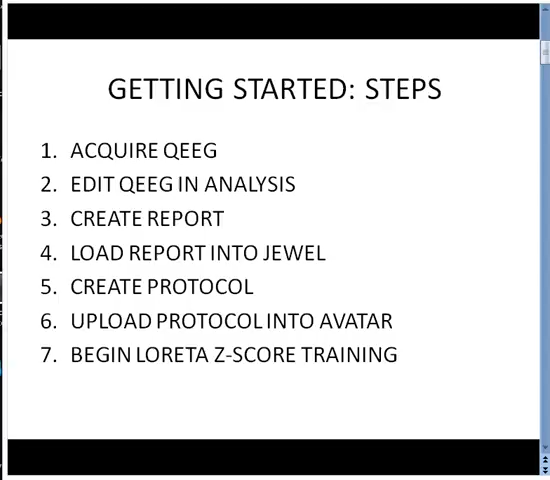 GETTING STARTED: STEPS
1. ACQUIRE QEEG
2. EDIT QEEG IN ANALYSIS
3. CREATE REPORT
4. LOAD REPORT INTO JEWEL
5. CREATE PROTOCOL
6. UPLOAD PROTOCOL INTO AVATAR
7. BEGIN LORETA Z-SCORE TRAINING